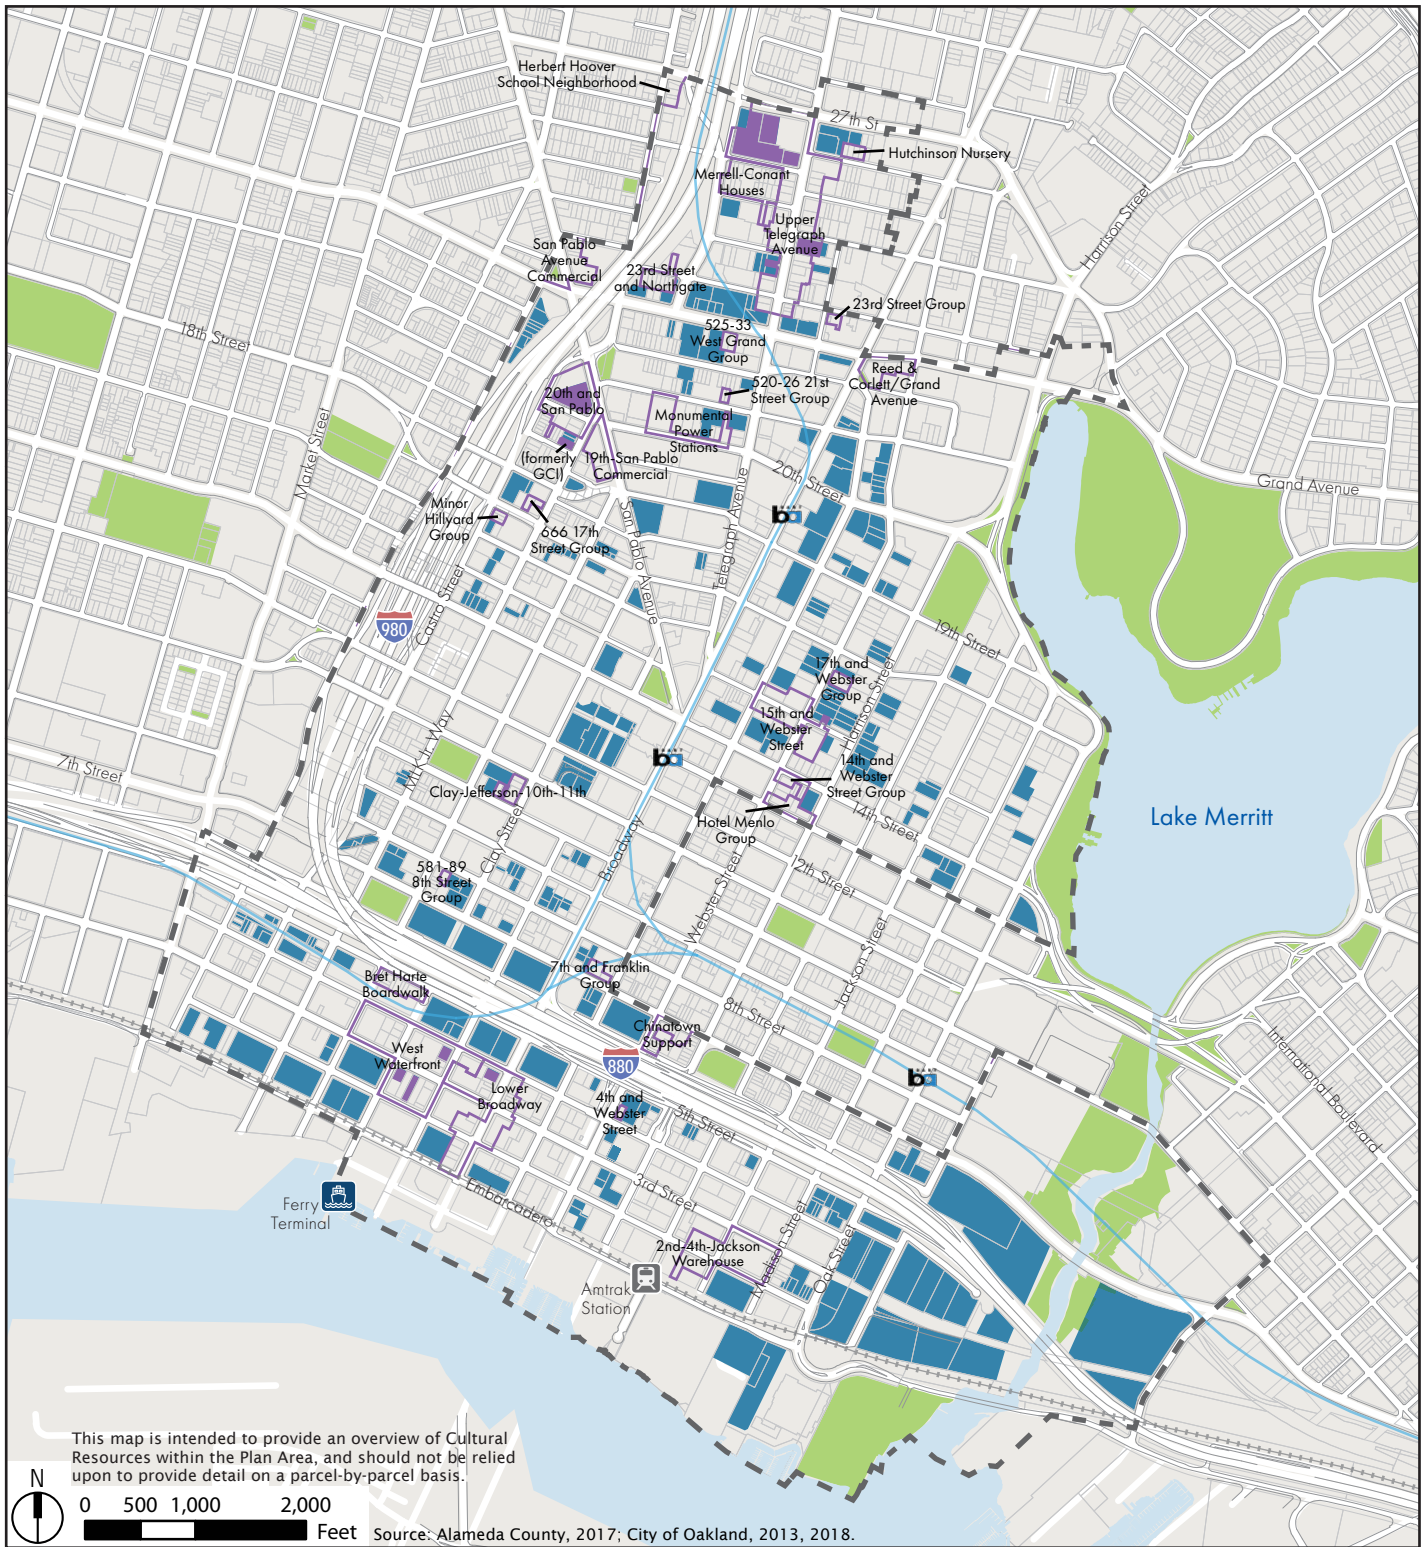 Herbert Hoover
School Neighborhood
27th St
Hutchinson Nursery
Merrell-Conant
Houses
Harrison Street
Upper
Telegraph
Avenue
San Pablo
Avenue
Commercial
23rd Street
and Northgate
23rd Street Group
18th Street
525-33
West Grand
Group
Reed &
Corlett/Grand
Avenue
520-26 21st
Street Group
20th and
San Pablo
Monumental
Power
Stations
Market Street
(formerly
GCI)
19th-San Pablo
Commercial
20th Street
Grand Avenue
Minor
Hillyard
Group
666 17th
Street Group
San Pablo Avenue
Telegraph Avenue
BART
ba
980
Castro Street
19th Street
17th and
Webster
Group
Harrison Street
15th and
Webster
Street
MLK Jr. Way
7th Street
BART
ba
14th and
Webster
Street Group
Clay-Jefferson-10th-11th
Hotel Menlo
Group
14th Street
Lake Merritt
Clay Street
Broadway
581-89
8th Street
Group
12th Street
Webster Street
7th and Franklin
Group
Bret Harte
Boardwalk
Jackson Street
8th Street
Chinatown
Support
West
Waterfront
880
BART
ba
International Boulevard
Lower
Broadway
4th and
Webster
Street
5th Street
Ferry
Terminal
Embarcadero
3rd Street
2nd-4th-Jackson
Warehouse
Madison Street
Oak Street
Amtrak
Station
This map is intended to provide an overview of Cultural
Resources within the Plan Area, and should not be relied
upon to provide detail on a parcel-by-parcel basis.
N
0 500 1,000 2,000
Feet
Source: Alameda County, 2017; City of Oakland, 2013, 2018.